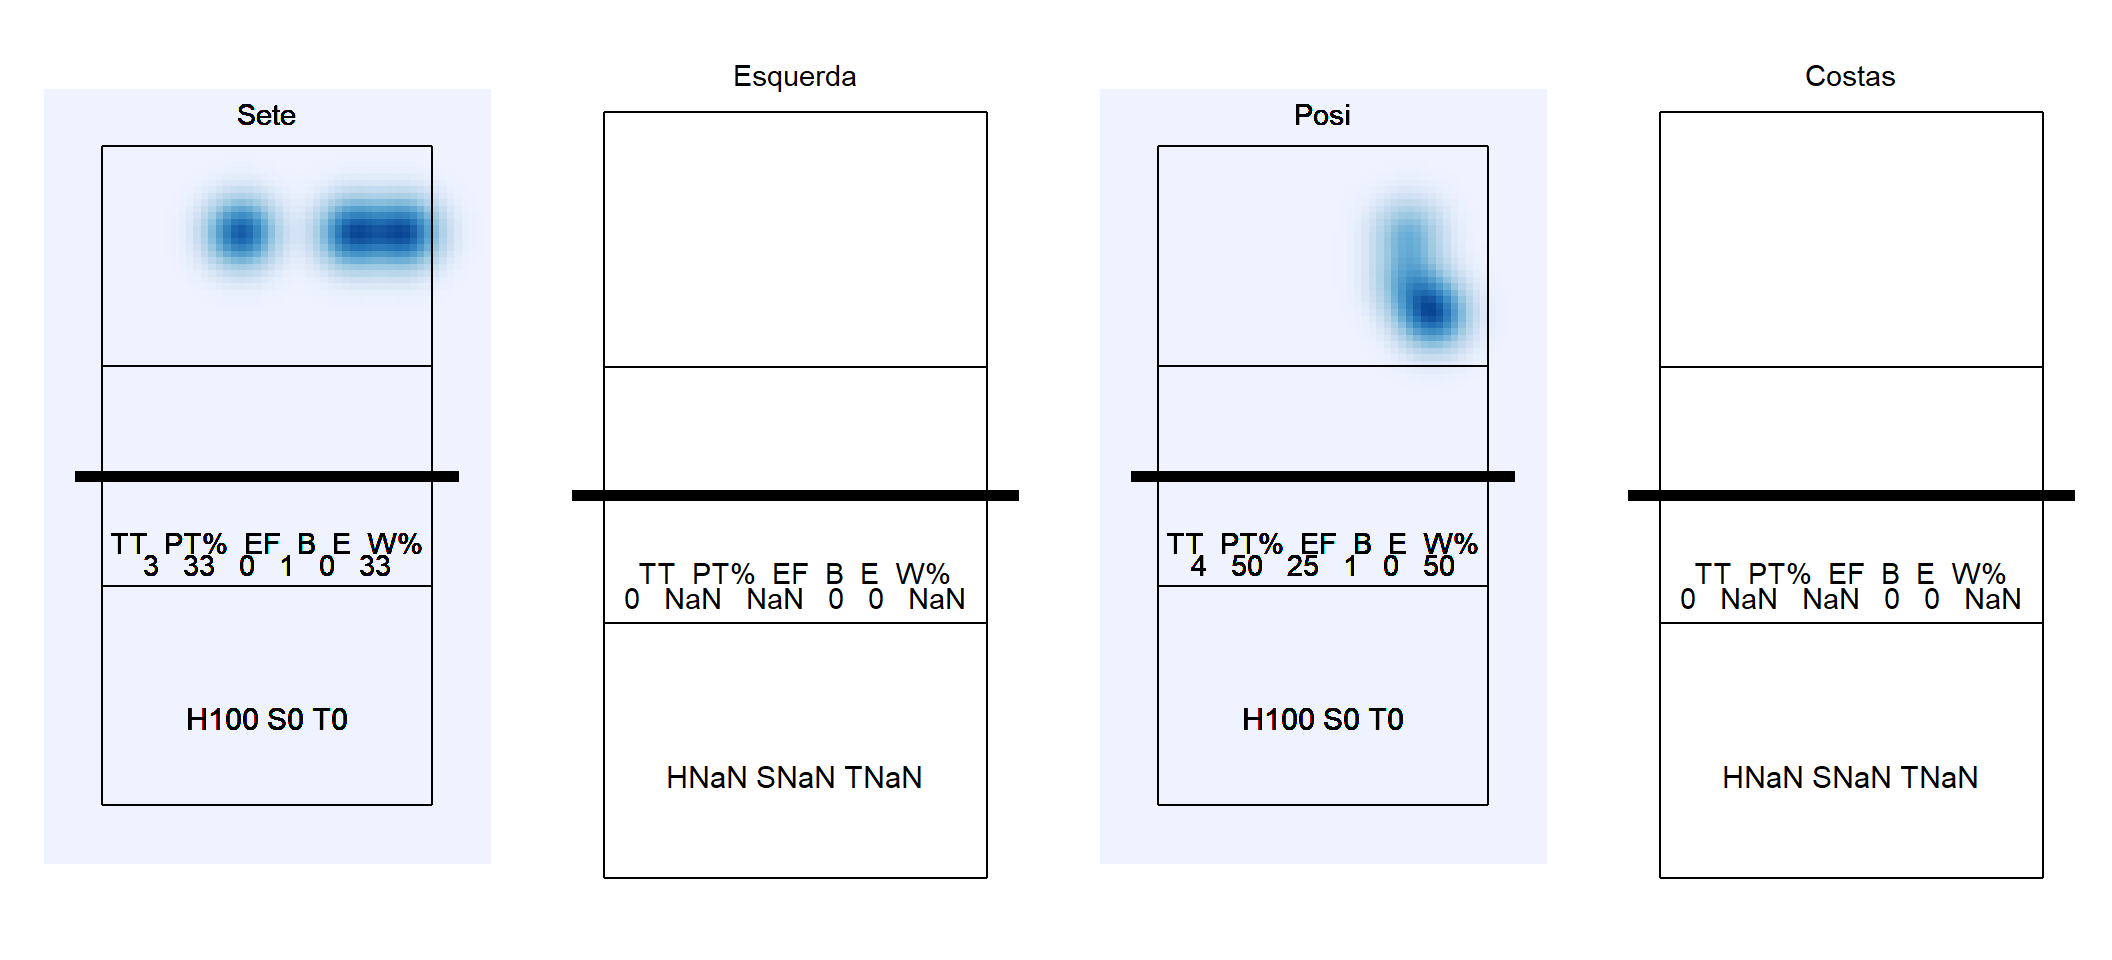 Sete
TT PT% EF B E W%
3 33 0 1 0 33
H100 S0 T0
Esquerda
TT PT% EF B E W%
0 NaN NaN 0 0 NaN
HNaN SNaN TNaN
Posi
TT PT% EF B E W%
4 50 25 1 0 50
H100 S0 T0
Costas
TT PT% EF B E W%
0 NaN NaN 0 0 NaN
HNaN SNaN TNaN